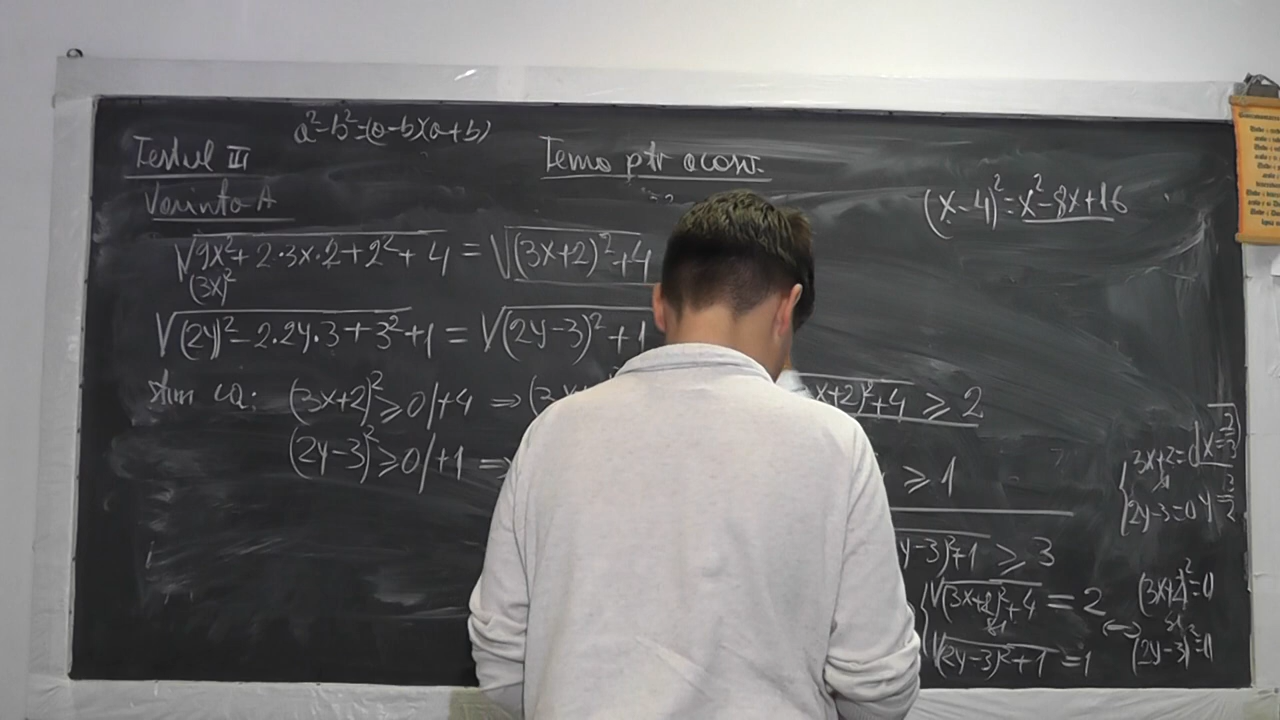 a²-b²=(a-b)(a+b)
Testul III
Tema ptr acasă.
Varianta A
(x-4)²=x²-8x+16
√9x²+2·3x·2+2²+4 = √(3x+2)²+4
(3x)²
√(2y)²-2·2y·3+3²+1 = √(2y-3)²+1
stim că: (3x+2)²≥0/+4 ⇒(3x x+2)²+4 ≥ 2
(2y-3)²≥0/+1 ⇒ ≥ 1
3x+2=0
2y-3=0 y=3/2
y-3)²+1 ≥ 3
√(3x+2)²+4 = 2
√(2y-3)²+1 = 1
⇔
(3x+2)²=0
și
(2y-3)²=0